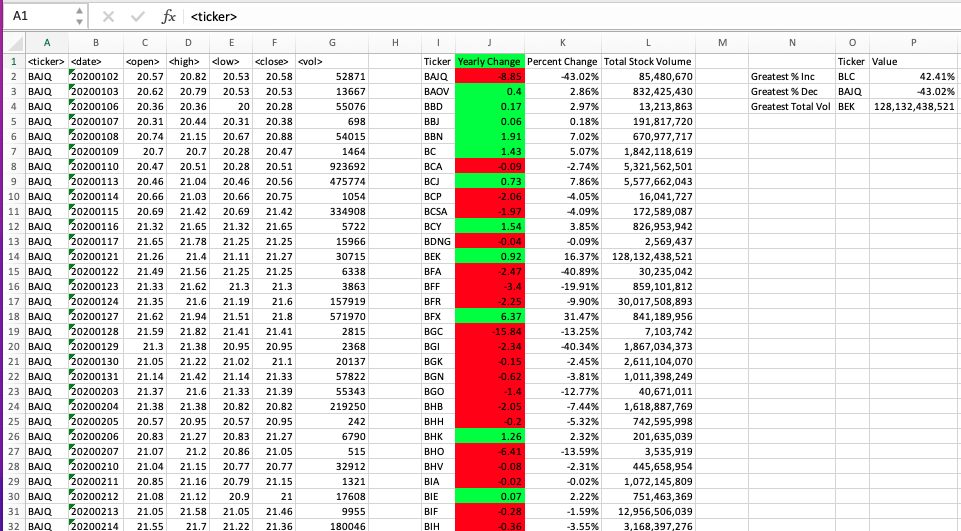 A1 fx <ticker>
A B C D E F G H I J K L M N O P
1 <ticker> <date> <open> <high> <low> <close> <vol> Ticker Yearly Change Percent Change Total Stock Volume Ticker Value
2 BAJQ 20200102 20.57 20.82 20.53 20.58 52871 BAJQ -8.85 -43.02% 85,480,670 Greatest % Inc BLC 42.41%
3 BAJQ 20200103 20.62 20.79 20.53 20.53 13667 BAOV 0.4 2.86% 832,425,430 Greatest % Dec BAJQ -43.02%
4 BAJQ 20200106 20.36 20.36 20 20.28 55076 BBD 0.17 2.97% 13,213,863 Greatest Total Vol BEK 128,132,438,521
5 BAJQ 20200107 20.31 20.44 20.31 20.38 698 BBJ 0.06 0.18% 191,817,720
6 BAJQ 20200108 20.74 21.15 20.67 20.88 54015 BBN 1.91 7.02% 670,977,717
7 BAJQ 20200109 20.7 20.7 20.28 20.47 1464 BC 1.43 5.07% 1,842,118,619
8 BAJQ 20200110 20.47 20.51 20.28 20.51 923692 BCA -0.09 -2.74% 5,321,562,501
9 BAJQ 20200113 20.46 21.04 20.46 20.56 475774 BCJ 0.73 7.86% 5,577,662,043
10 BAJQ 20200114 20.66 21.03 20.66 20.75 1054 BCP -2.06 -4.05% 16,041,727
11 BAJQ 20200115 20.69 21.42 20.69 21.42 334908 BCSA -1.97 -4.09% 172,589,087
12 BAJQ 20200116 21.32 21.65 21.32 21.65 5722 BCY 1.54 3.85% 826,953,942
13 BAJQ 20200117 21.65 21.78 21.25 21.25 15966 BDNG -0.04 -0.09% 2,569,437
14 BAJQ 20200121 21.26 21.4 21.11 21.27 30715 BEK 0.92 16.37% 128,132,438,521
15 BAJQ 20200122 21.49 21.56 21.25 21.25 6338 BFA -2.47 -40.89% 30,235,042
16 BAJQ 20200123 21.33 21.62 21.3 21.3 3863 BFF -3.4 -19.91% 859,101,812
17 BAJQ 20200124 21.35 21.6 21.19 21.6 157919 BFR -2.25 -9.90% 30,017,508,893
18 BAJQ 20200127 21.62 21.94 21.51 21.8 571970 BFX 6.37 31.47% 841,189,956
19 BAJQ 20200128 21.59 21.82 21.41 21.41 2815 BGC -15.84 -13.25% 7,103,742
20 BAJQ 20200129 21.3 21.38 20.95 20.95 2368 BGI -2.34 -40.34% 1,867,034,373
21 BAJQ 20200130 21.05 21.22 21.02 21.1 20137 BGK -0.15 -2.45% 2,611,104,070
22 BAJQ 20200131 21.14 21.42 21.14 21.33 57822 BGN -0.62 -3.81% 1,011,398,249
23 BAJQ 20200203 21.37 21.6 21.33 21.39 55343 BGO -1.4 -12.77% 40,671,011
24 BAJQ 20200204 21.38 21.38 20.82 20.82 219250 BHB -2.05 -7.44% 1,618,887,769
25 BAJQ 20200205 20.57 20.95 20.57 20.95 242 BHH -0.2 -5.32% 742,595,998
26 BAJQ 20200206 20.83 21.27 20.83 21.27 6790 BHK 1.26 2.32% 201,635,039
27 BAJQ 20200207 21.07 21.2 20.86 21.05 515 BHO -6.41 -13.59% 3,535,919
28 BAJQ 20200210 21.04 21.15 20.77 20.77 32912 BHV -0.08 -2.31% 445,658,954
29 BAJQ 20200211 20.85 21.16 20.79 21.15 1321 BIA -0.02 -0.02% 1,072,145,809
30 BAJQ 20200212 21.08 21.12 20.9 21 17608 BIE 0.07 2.22% 751,463,369
31 BAJQ 20200213 21.05 21.58 21.05 21.46 9955 BIF -0.28 -1.59% 12,956,506,039
32 BAJQ 20200214 21.55 21.7 21.22 21.36 180046 BIH -0.36 -3.55% 3,168,397,276